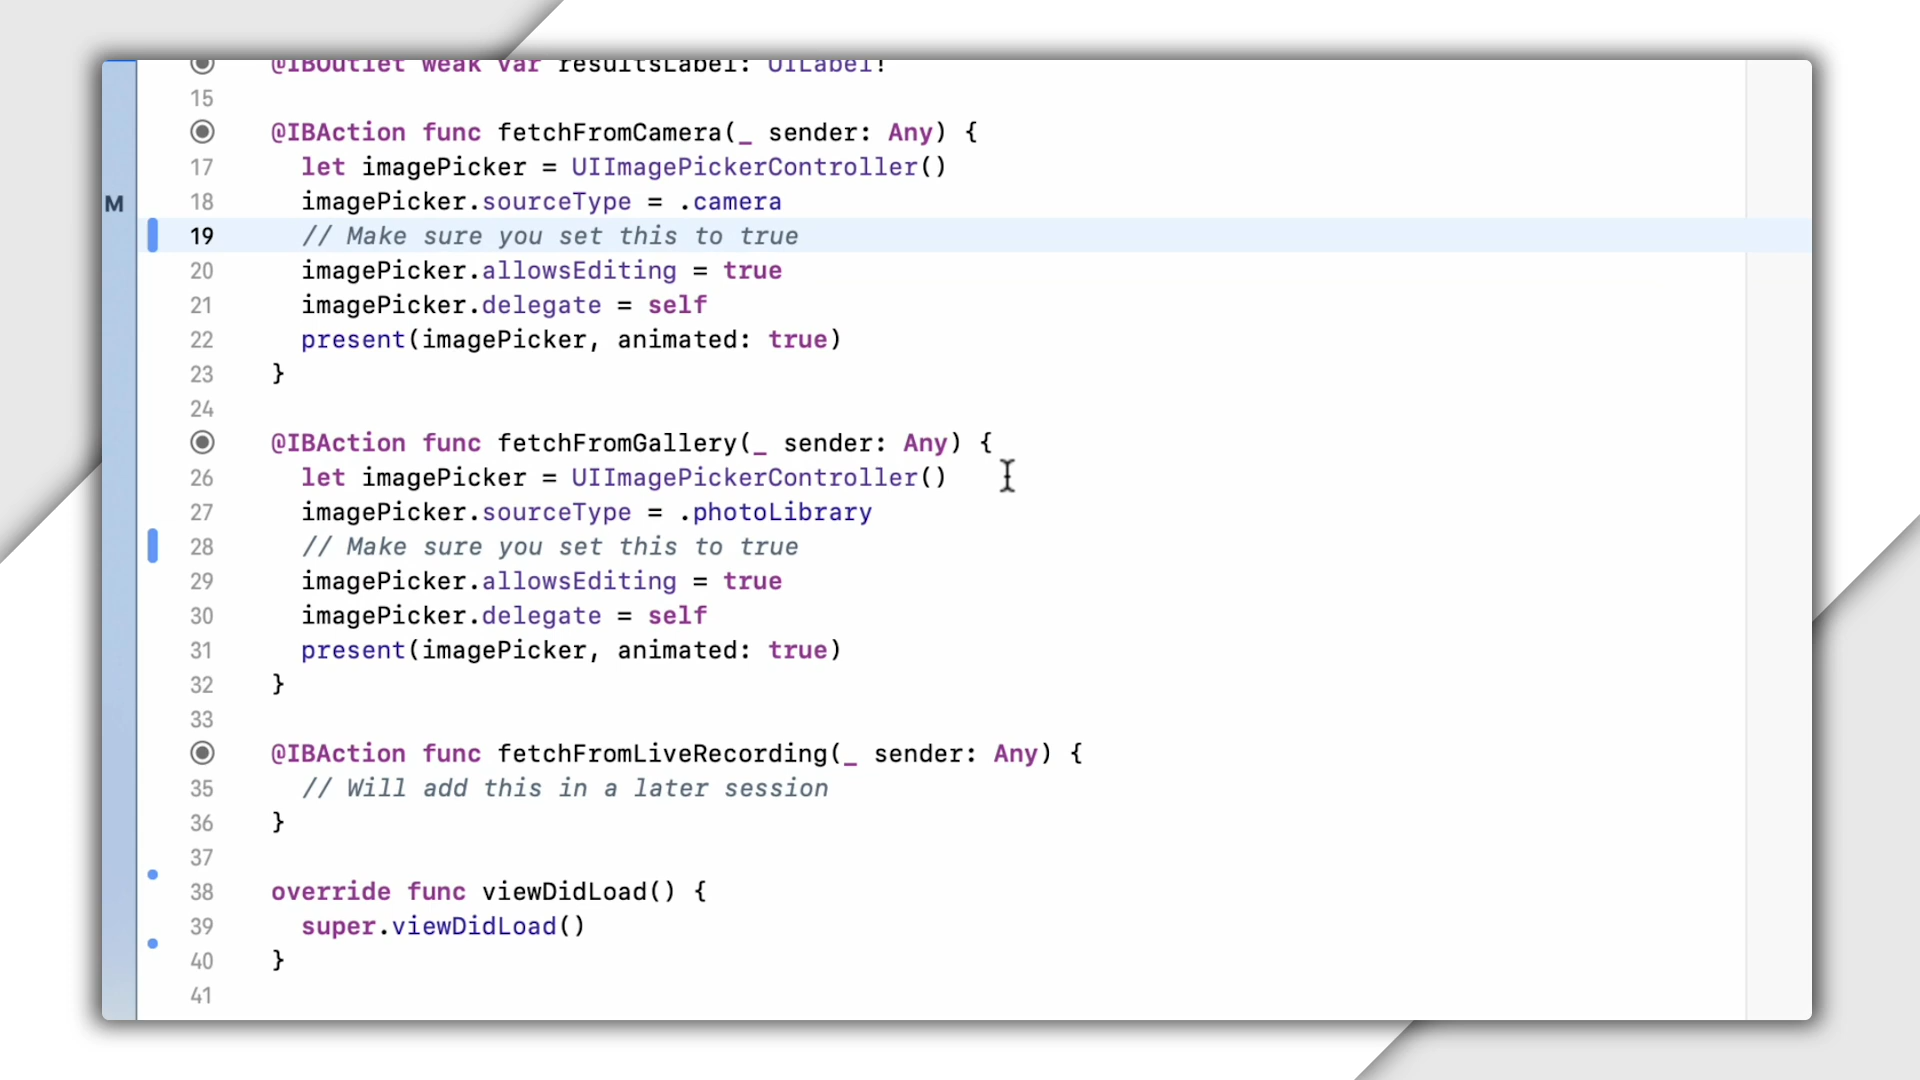 @IBOutlet weak var resultsLabel: UILabel!
15
@IBAction func fetchFromCamera(_ sender: Any) {
17 let imagePicker = UIImagePickerController()
M 18 imagePicker.sourceType = .camera
19 // Make sure you set this to true
20 imagePicker.allowsEditing = true
21 imagePicker.delegate = self
22 present(imagePicker, animated: true)
23 }
24
@IBAction func fetchFromGallery(_ sender: Any) {
26 let imagePicker = UIImagePickerController()
27 imagePicker.sourceType = .photoLibrary
28 // Make sure you set this to true
29 imagePicker.allowsEditing = true
30 imagePicker.delegate = self
31 present(imagePicker, animated: true)
32 }
33
@IBAction func fetchFromLiveRecording(_ sender: Any) {
35 // Will add this in a later session
36 }
37
38 override func viewDidLoad() {
39 super.viewDidLoad()
40 }
41